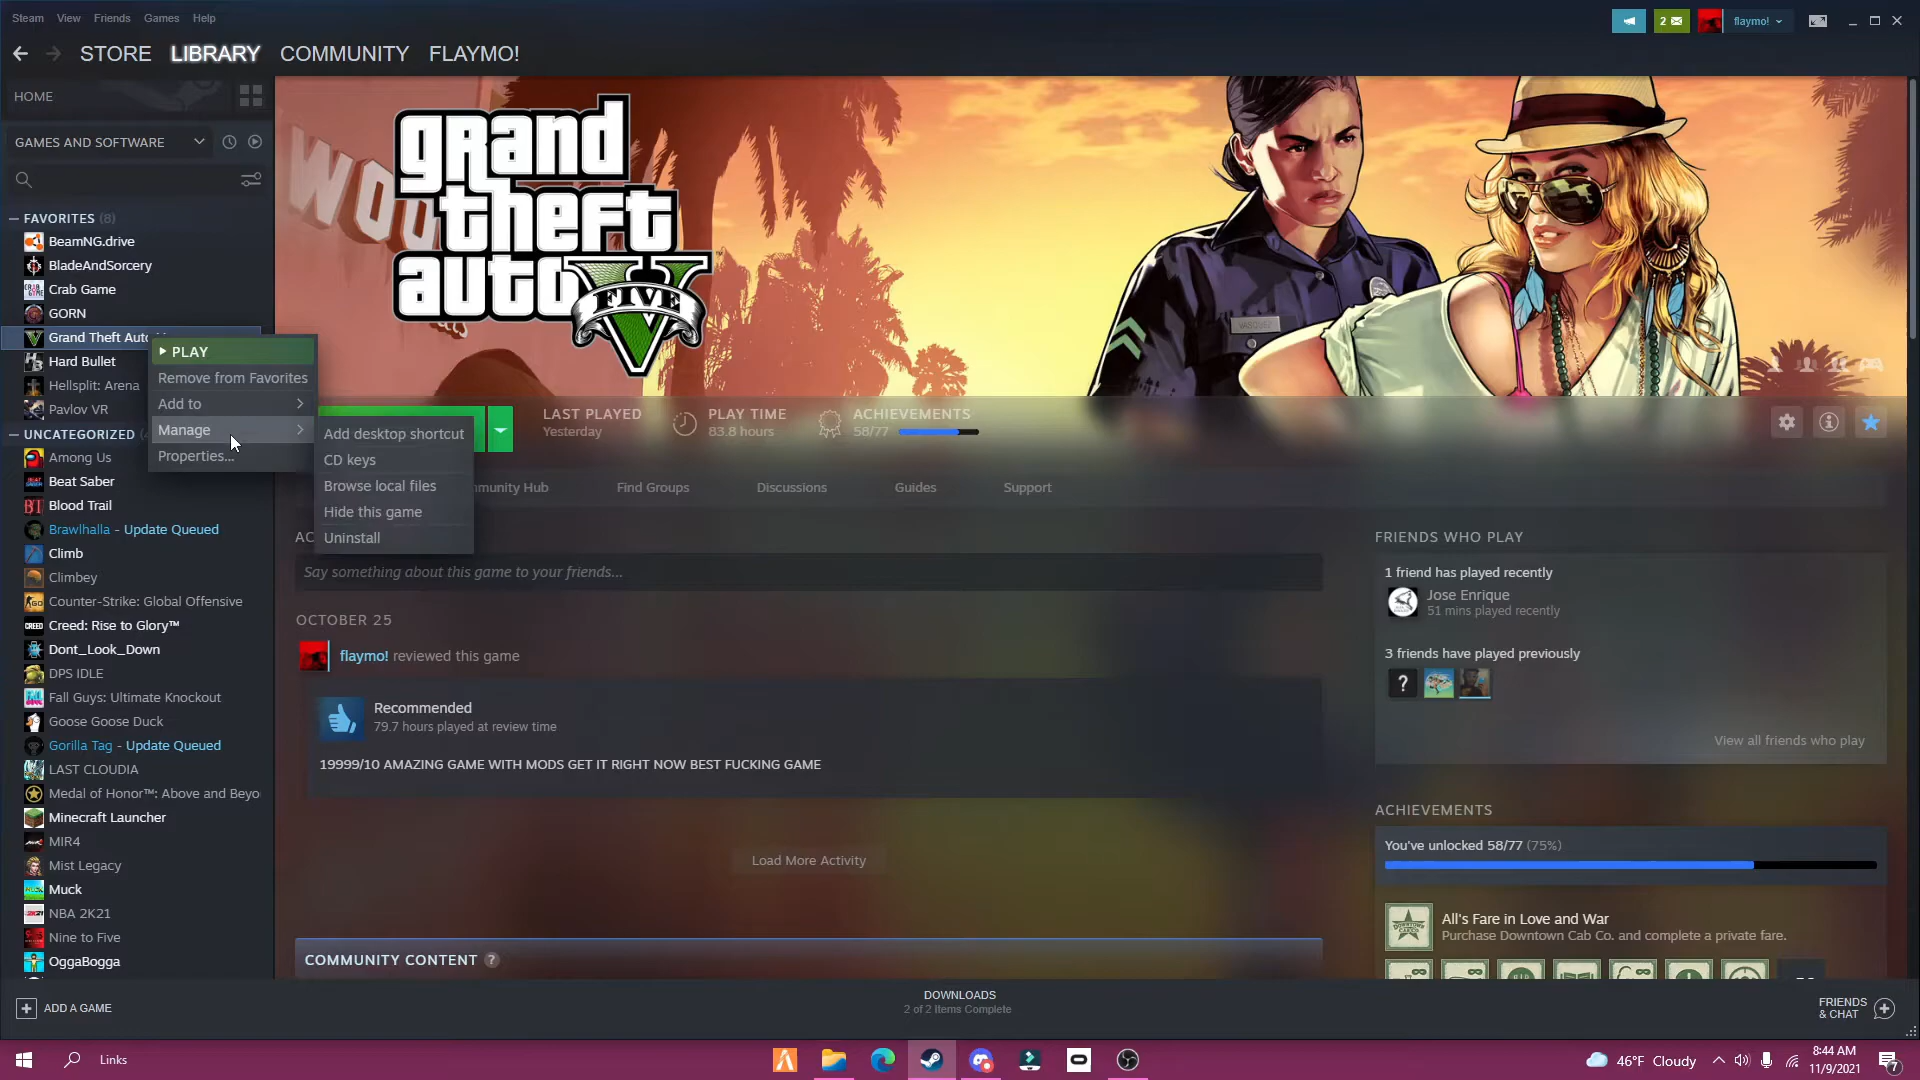 Steam View Friends Games Help
2
flaymo!
STORE LIBRARY COMMUNITY FLAYMO!
HOME
GAMES AND SOFTWARE
FAVORITES (8)
BeamNG.drive
BladeAndSorcery
Crab Game
GORN
Grand Theft Auto
Hard Bullet
Hellsplit: Arena
Pavlov VR
UNCATEGORIZED
Among Us
Beat Saber
Blood Trail
Brawlhalla - Update Queued
Climb
Climbey
Counter-Strike: Global Offensive
Creed: Rise to Glory™
Dont_Look_Down
DPS IDLE
Fall Guys: Ultimate Knockout
Goose Goose Duck
Gorilla Tag - Update Queued
LAST CLOUDIA
Medal of Honor™: Above and Beyo
Minecraft Launcher
MIR4
Mist Legacy
Muck
NBA 2K21
Nine to Five
OggaBogga
PLAY
Remove from Favorites
Add to
Manage
Properties...
Add desktop shortcut
CD keys
Browse local files
Hide this game
Uninstall
grand
theft
auto V
FIVE
VASQUEZ
LAST PLAYED
Yesterday
PLAY TIME
83.8 hours
ACHIEVEMENTS
58/77
munity Hub Find Groups Discussions Guides Support
AC
Say something about this game to your friends...
OCTOBER 25
flaymo! reviewed this game
Recommended
79.7 hours played at review time
19999/10 AMAZING GAME WITH MODS GET IT RIGHT NOW BEST FUCKING GAME
Load More Activity
COMMUNITY CONTENT ?
FRIENDS WHO PLAY
1 friend has played recently
Jose Enrique
51 mins played recently
3 friends have played previously
?
View all friends who play
ACHIEVEMENTS
You've unlocked 58/77 (75%)
All's Fare in Love and War
Purchase Downtown Cab Co. and complete a private fare.
ADD A GAME
DOWNLOADS
2 of 2 Items Complete
FRIENDS
& CHAT
Links
46°F Cloudy
8:44 AM
11/9/2021
7